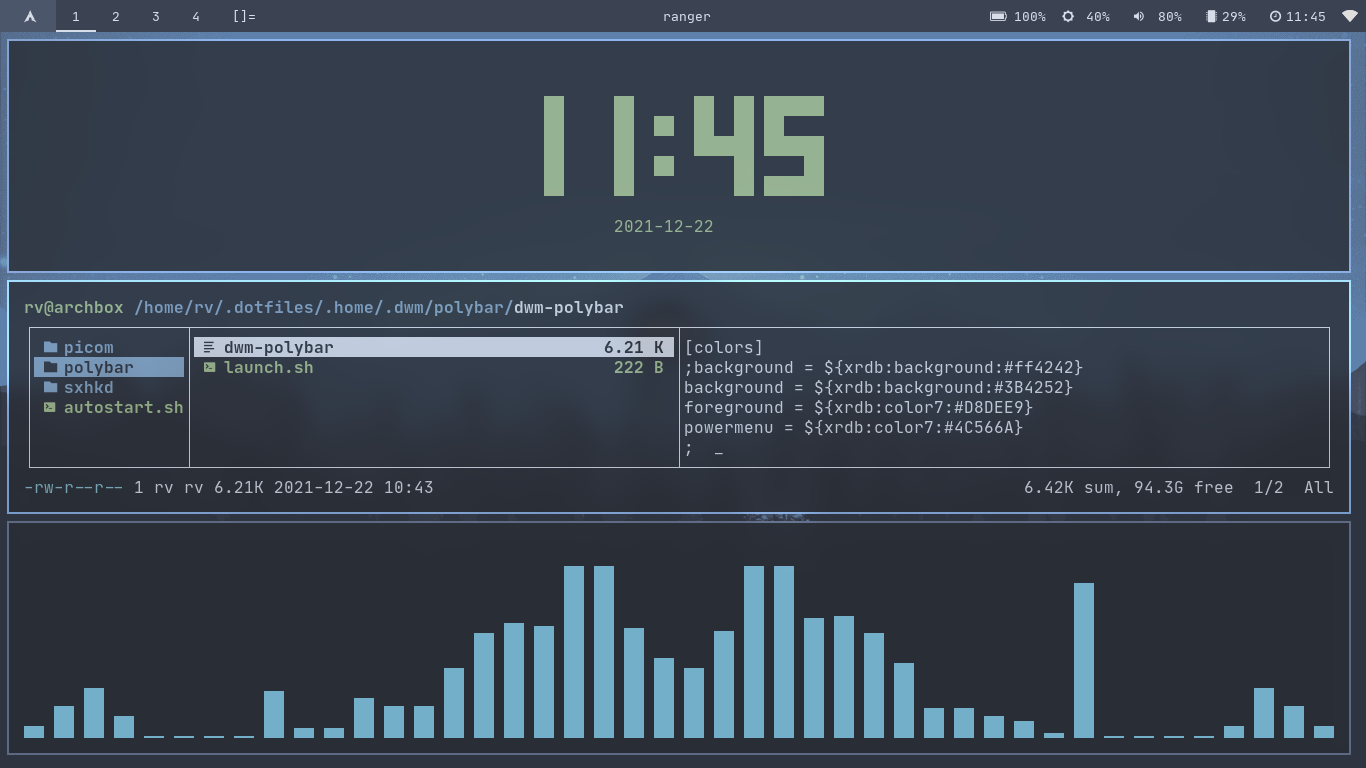 1 2 3 4 []= ranger 100% 40% 80% 29% 11:45
11:45
2021-12-22
rv@archbox /home/rv/.dotfiles/.home/.dwm/polybar/dwm-polybar
picom dwm-polybar 6.21 K [colors]
polybar launch.sh 222 B ;background = ${xrdb:background:#ff4242}
sxhkd background = ${xrdb:background:#3B4252}
autostart.sh foreground = ${xrdb:color7:#D8DEE9}
powermenu = ${xrdb:color7:#4C566A}
; _
-rw-r--r-- 1 rv rv 6.21K 2021-12-22 10:43 6.42K sum, 94.3G free 1/2 All